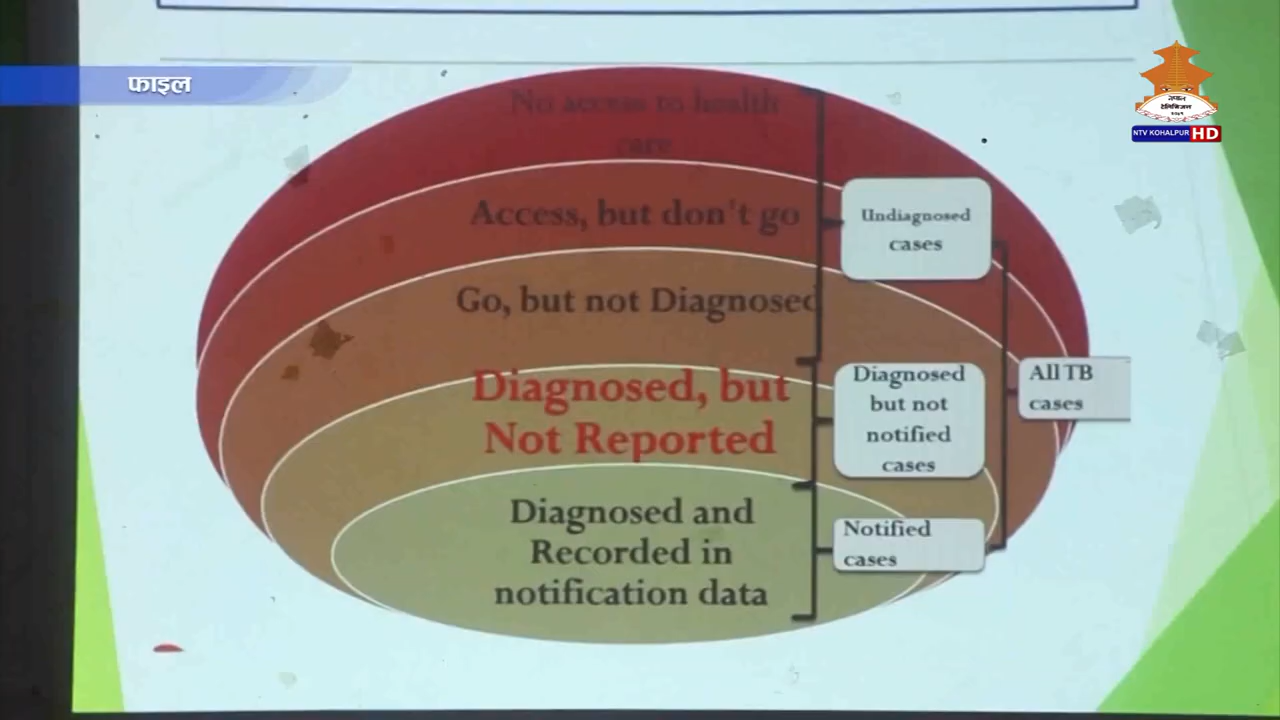 फाइल
नेपाल
टेलिभिजन
NTV KOHALPUR HD
No access to health
care
Access, but don't go
Go, but not Diagnosed
Diagnosed, but
Not Reported
Diagnosed and
Recorded in
notification data
Undiagnosed
cases
Diagnosed
but not
notified
cases
Notified
cases
All TB
cases